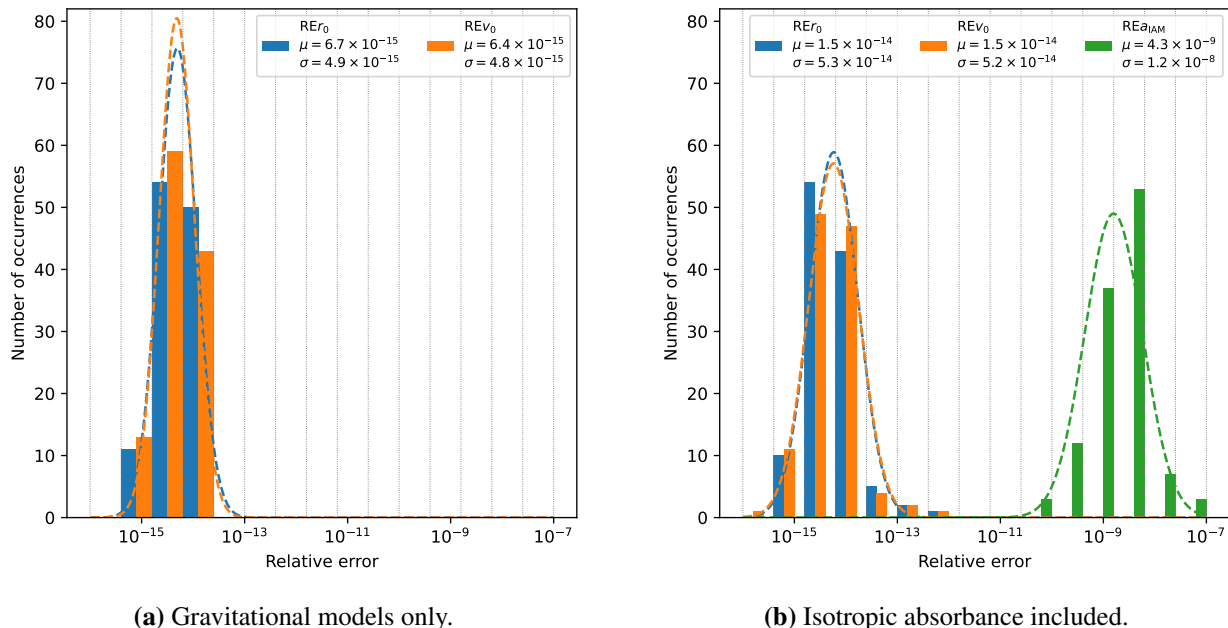 80
70
60
50
40
30
20
10
0
Number of occurrences
REr₀
μ = 6.7 × 10⁻¹⁵
σ = 4.9 × 10⁻¹⁵
REv₀
μ = 6.4 × 10⁻¹⁵
σ = 4.8 × 10⁻¹⁵
10⁻¹⁵ 10⁻¹³ 10⁻¹¹ 10⁻⁹ 10⁻⁷
Relative error
(a) Gravitational models only.
80
70
60
50
40
30
20
10
0
Number of occurrences
REr₀
μ = 1.5 × 10⁻¹⁴
σ = 5.3 × 10⁻¹⁴
REv₀
μ = 1.5 × 10⁻¹⁴
σ = 5.2 × 10⁻¹⁴
REa_IAM
μ = 4.3 × 10⁻⁹
σ = 1.2 × 10⁻⁸
10⁻¹⁵ 10⁻¹³ 10⁻¹¹ 10⁻⁹ 10⁻⁷
Relative error
(b) Isotropic absorbance included.